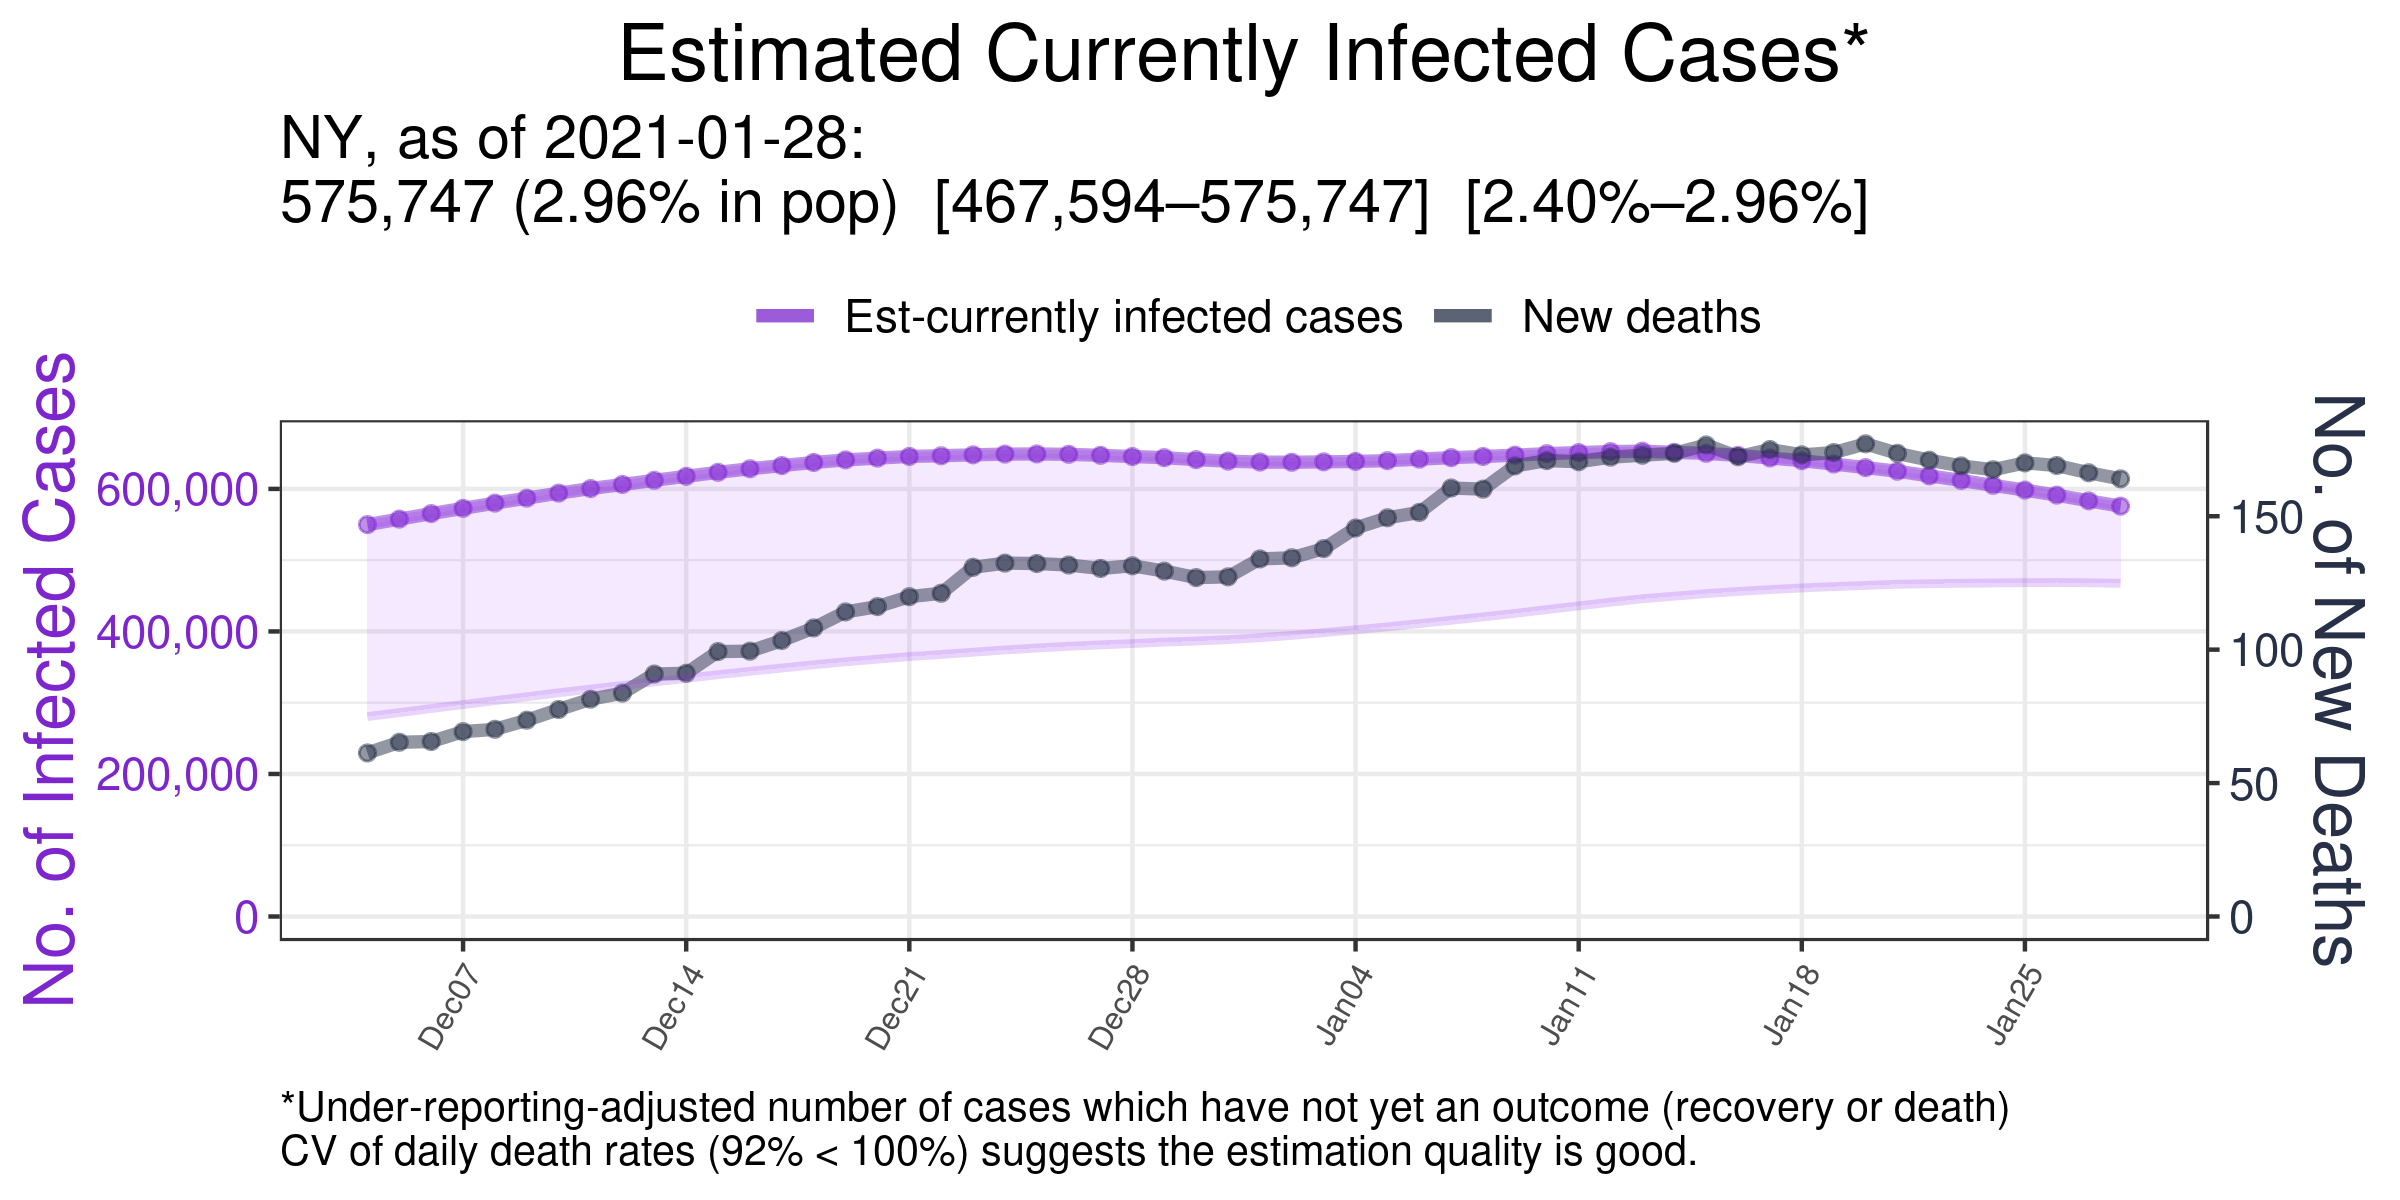 Estimated Currently Infected Cases*
NY, as of 2021-01-28:
575,747 (2.96% in pop) [467,594–575,747] [2.40%–2.96%]
Est-currently infected cases New deaths
No. of Infected Cases
600,000
400,000
200,000
0
150
100
50
0
No. of New Deaths
Dec07 Dec14 Dec21 Dec28 Jan04 Jan11 Jan18 Jan25
*Under-reporting-adjusted number of cases which have not yet an outcome (recovery or death)
CV of daily death rates (92% < 100%) suggests the estimation quality is good.